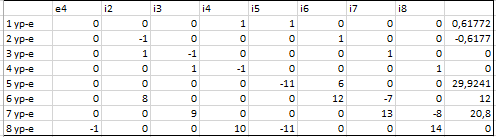 e4 i2 i3 i4 i5 i6 i7 i8
1 ур-е 0 0 0 1 1 0 0 0 0,61772
2 ур-е 0 -1 0 0 0 1 0 0 -0,6177
3 ур-е 0 1 -1 0 0 0 1 0 0
4 ур-е 0 0 1 -1 0 0 0 1 0
5 ур-е 0 0 0 0 -11 6 0 0 29,9241
6 ур-е 0 8 0 0 0 12 -7 0 12
7 ур-е 0 0 9 0 0 0 13 -8 20,8
8 ур-е -1 0 0 10 -11 0 0 14 0